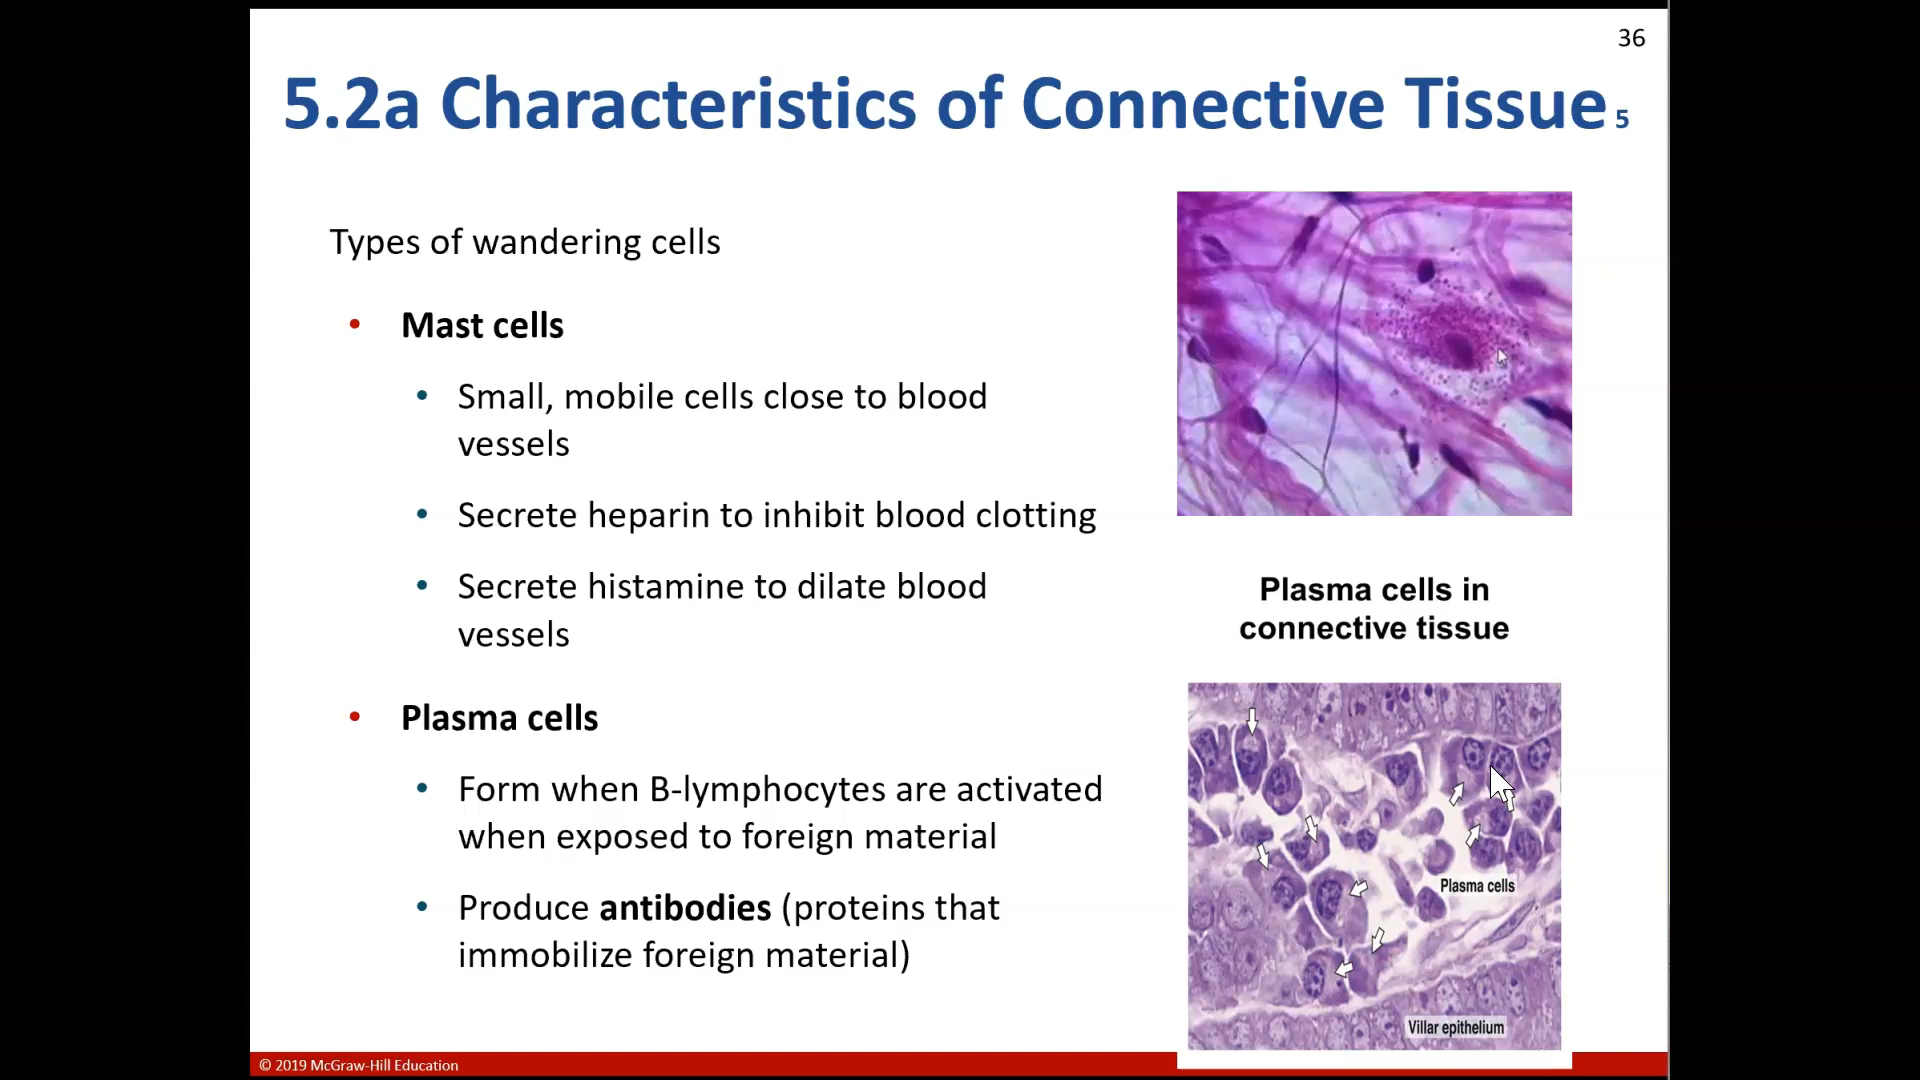 36
5.2a Characteristics of Connective Tissue 5
Types of wandering cells
• Mast cells
• Small, mobile cells close to blood
vessels
• Secrete heparin to inhibit blood clotting
• Secrete histamine to dilate blood
vessels
• Plasma cells
• Form when B-lymphocytes are activated
when exposed to foreign material
• Produce antibodies (proteins that
immobilize foreign material)
Plasma cells in
connective tissue
Plasma cells
Villar epithelium
© 2019 McGraw-Hill Education